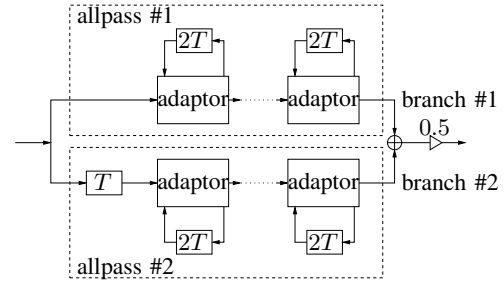 allpass #1
2T 2T
adaptor adaptor
branch #1
0.5
T
adaptor adaptor
branch #2
2T 2T
allpass #2